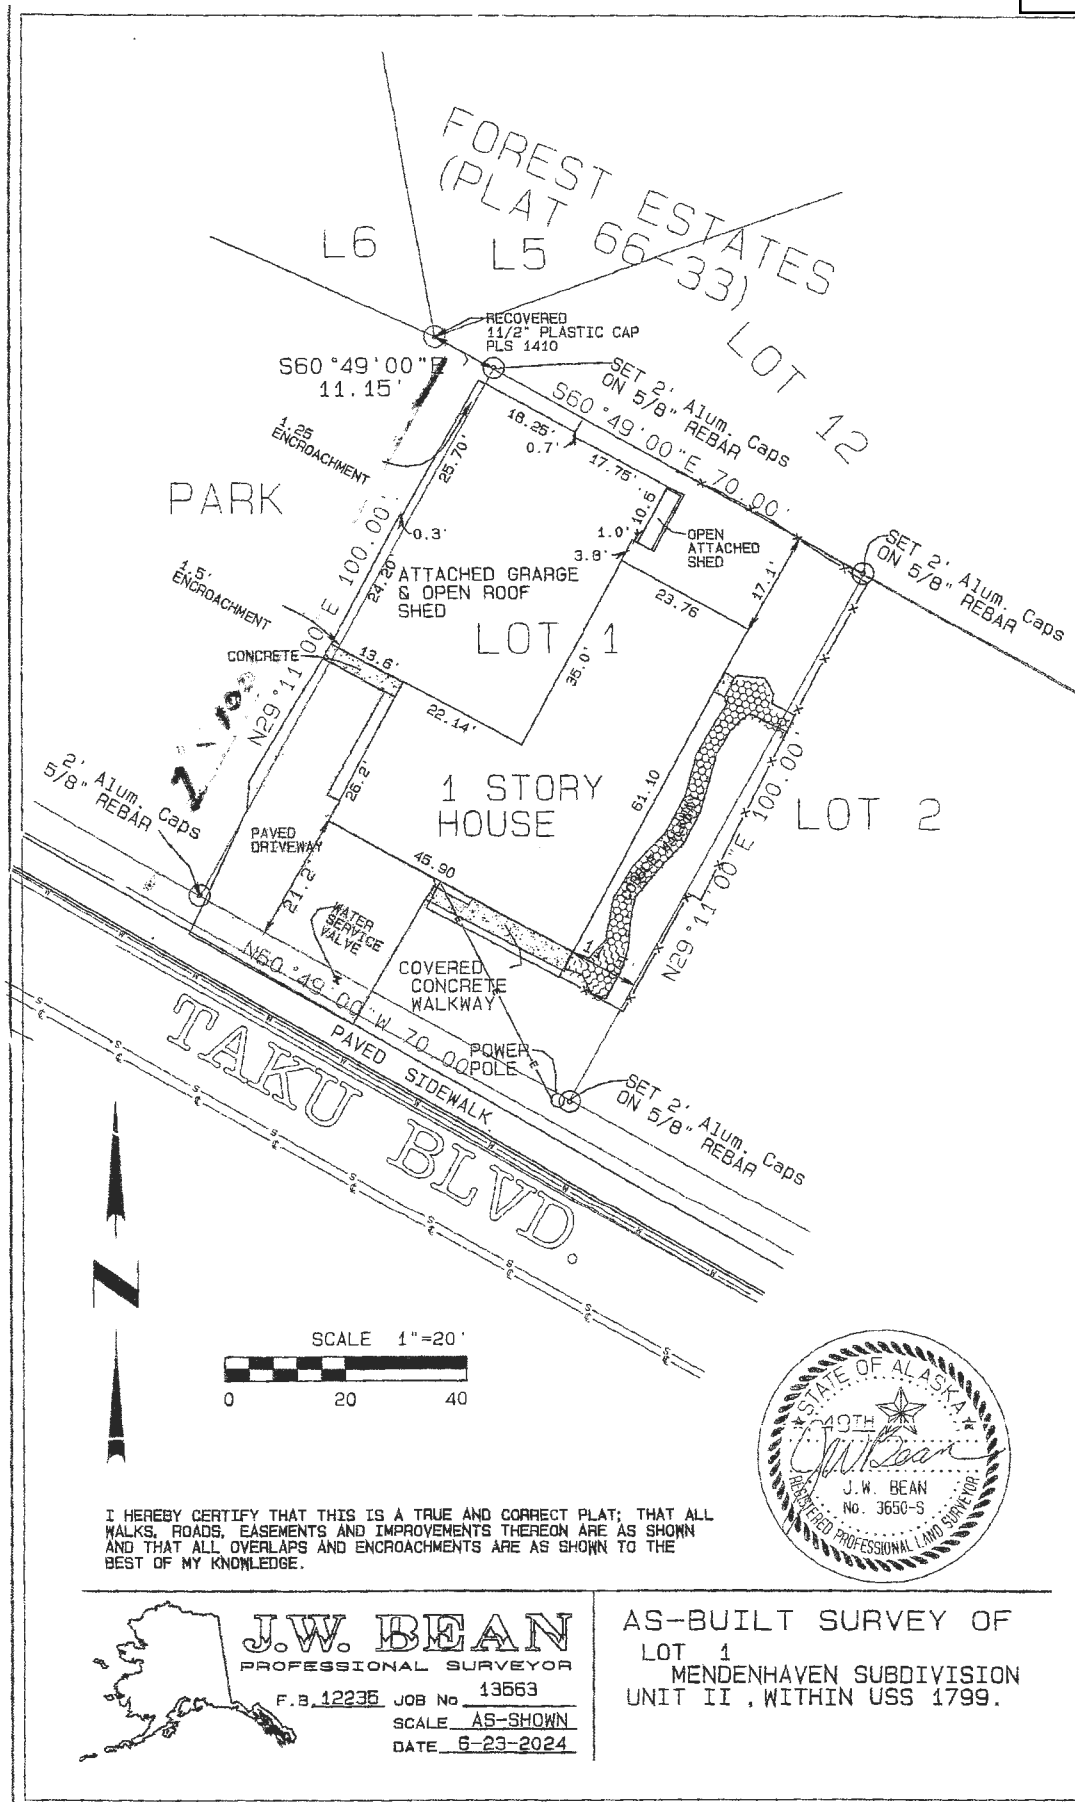 FOREST ESTATES
(PLAT 66-33)
L6
L5
LOT 12
RECOVERED
11/2" PLASTIC CAP
PLS 1410
S60°49'00"E
11.15'
SET 2' Alum. Caps
ON 5/8" REBAR
S60°49'00"E 70.00'
1.25
ENCROACHMENT
18.25'
0.7'
17.75'
25.70'
PARK
10.5
1.0'
3.8'
OPEN
ATTACHED
SHED
SET 2' Alum. Caps
ON 5/8" REBAR
0.3'
N29°11'00"E 100.00'
24.20'
ATTACHED GRARGE
& OPEN ROOF
SHED
17.1'
23.76
1.5'
ENCROACHMENT
LOT 1
CONCRETE
13.6'
35.0'
22.14'
2' Alum. Caps
5/8" REBAR
26.2'
1 STORY
HOUSE
61.10
LOT 2
N29°11'00"E 100.00'
PAVED
DRIVEWAY
45.90
21.2'
WATER
SERVICE
VALVE
COVERED
CONCRETE
WALKWAY
N60°49'00"W 70.00
PAVED SIDEWALK
POWER
POLE
SET 2' Alum. Caps
ON 5/8" REBAR
TAKU BLVD.
N
SCALE 1"=20'
0 20 40
STATE OF ALASKA
49TH
J.W. Bean
J.W. BEAN
No. 3650-S
REGISTERED PROFESSIONAL LAND SURVEYOR
I HEREBY CERTIFY THAT THIS IS A TRUE AND CORRECT PLAT; THAT ALL
WALKS, ROADS, EASEMENTS AND IMPROVEMENTS THEREON ARE AS SHOWN
AND THAT ALL OVERLAPS AND ENCROACHMENTS ARE AS SHOWN TO THE
BEST OF MY KNOWLEDGE.
J.W. BEAN
PROFESSIONAL SURVEYOR
F.B. 12235 JOB No 13563
SCALE AS-SHOWN
DATE 6-23-2024
AS-BUILT SURVEY OF
LOT 1
MENDENHAVEN SUBDIVISION
UNIT II , WITHIN USS 1799.